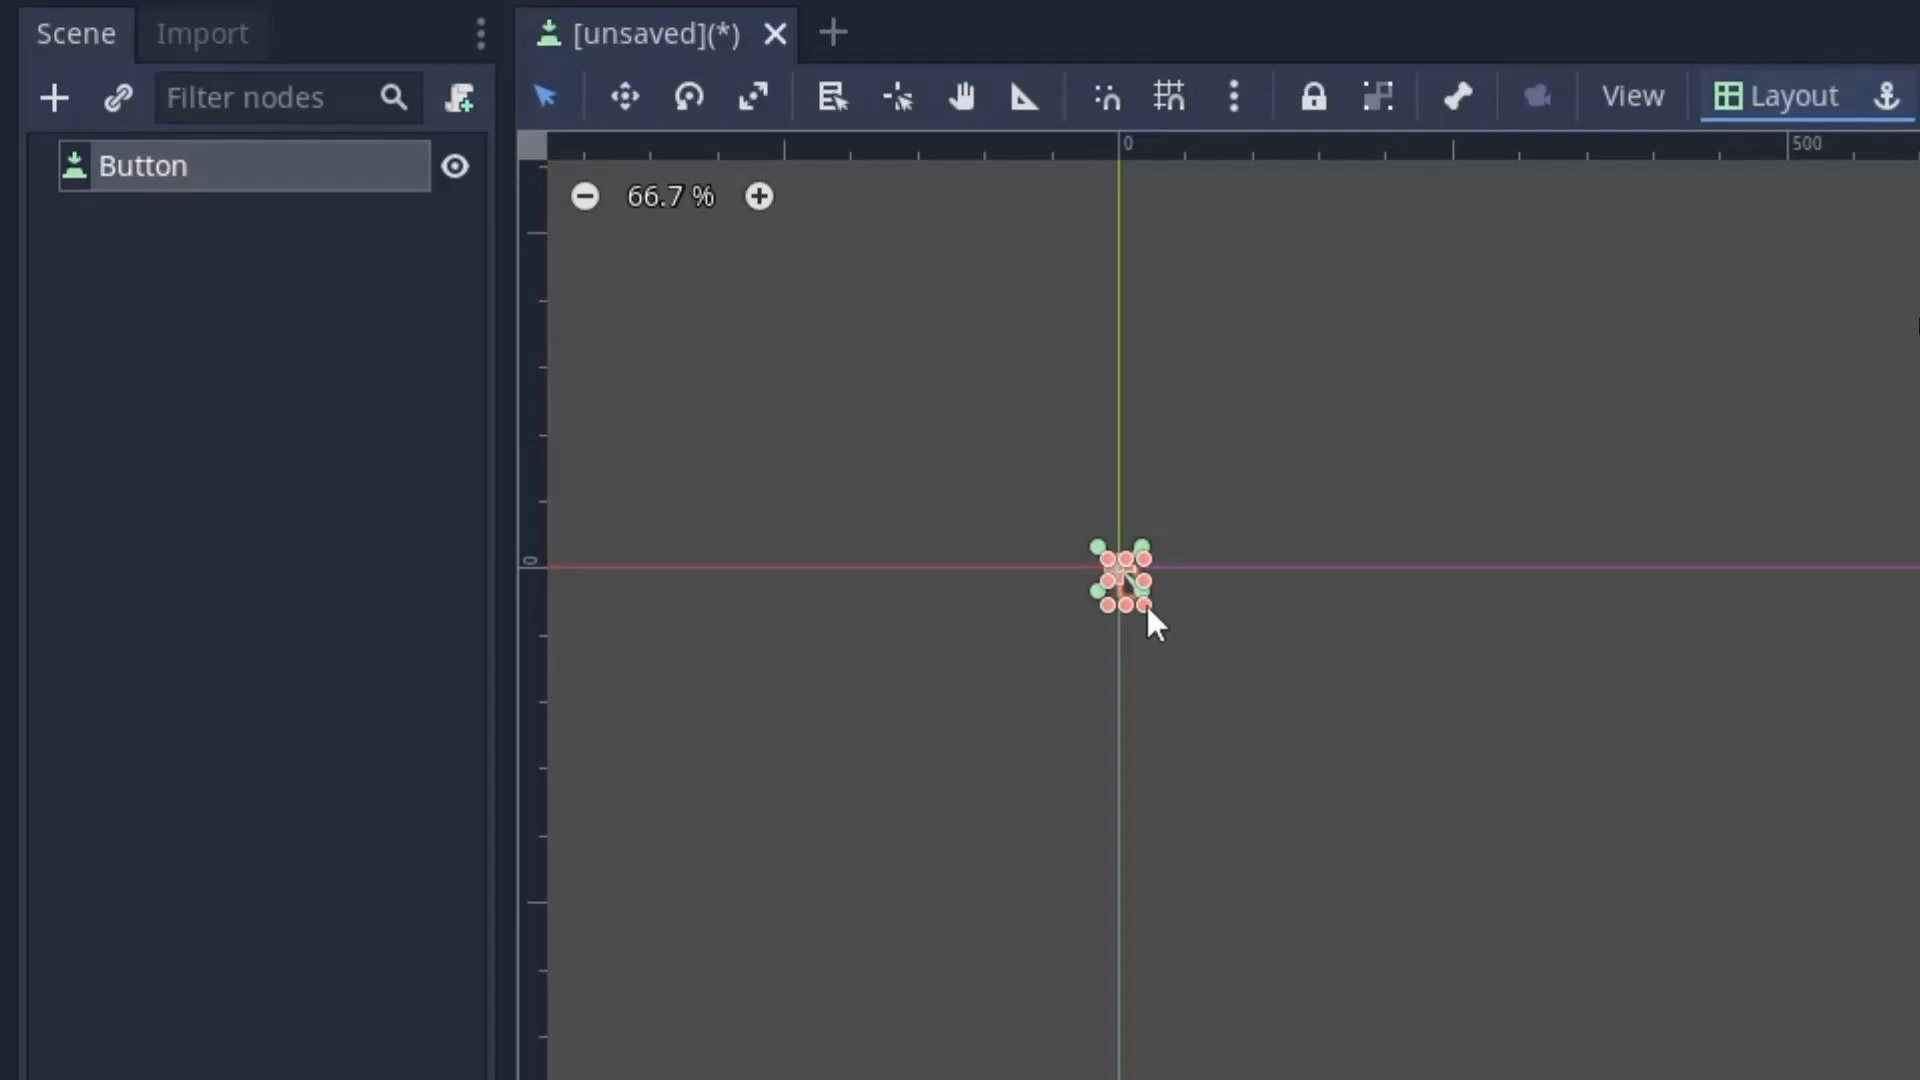 Scene Import
[unsaved](*)
Filter nodes
View Layout
Button
0 500
66.7 %
0